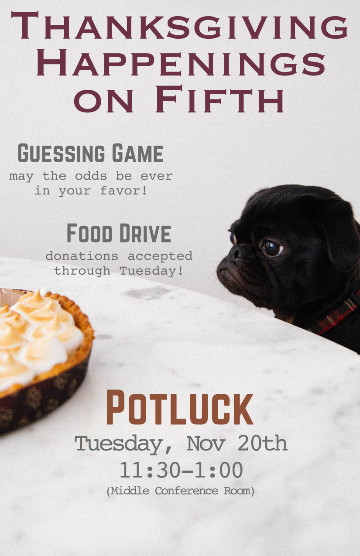 Thanksgiving
Happenings
on Fifth
Guessing Game
may the odds be ever
in your favor!
Food Drive
donations accepted
through Tuesday!
Potluck
Tuesday, Nov 20th
11:30-1:00
(Middle Conference Room)